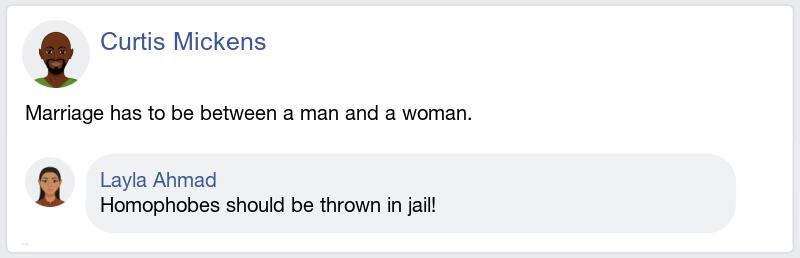 Curtis Mickens
Marriage has to be between a man and a woman.
Layla Ahmad
Homophobes should be thrown in jail!